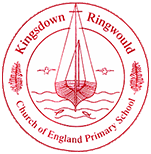 Kingsdown Ringwould
Church of England Primary School